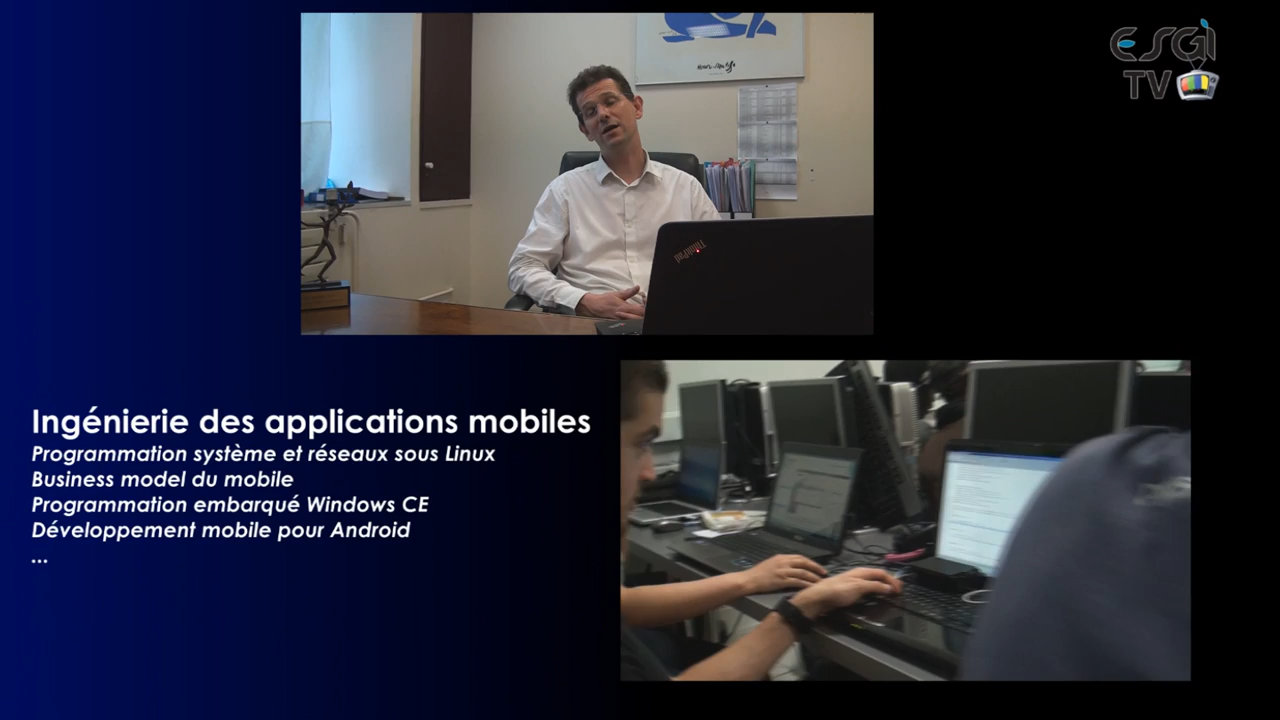 ESGI
TV
ThinkPad
Ingénierie des applications mobiles
Programmation système et réseaux sous Linux
Business model du mobile
Programmation embarqué Windows CE
Développement mobile pour Android
...